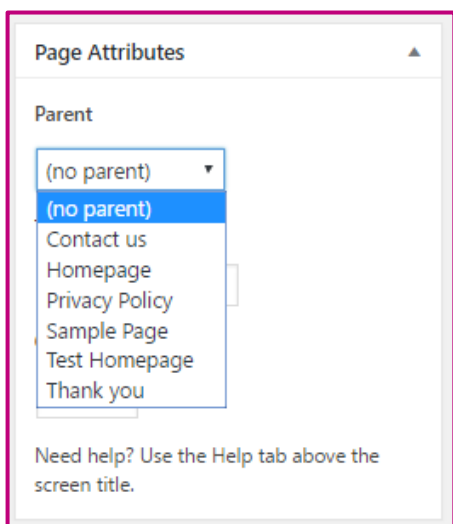 Page Attributes
Parent
(no parent)
(no parent)
Contact us
Homepage
Privacy Policy
Sample Page
Test Homepage
Thank you
Need help? Use the Help tab above the
screen title.